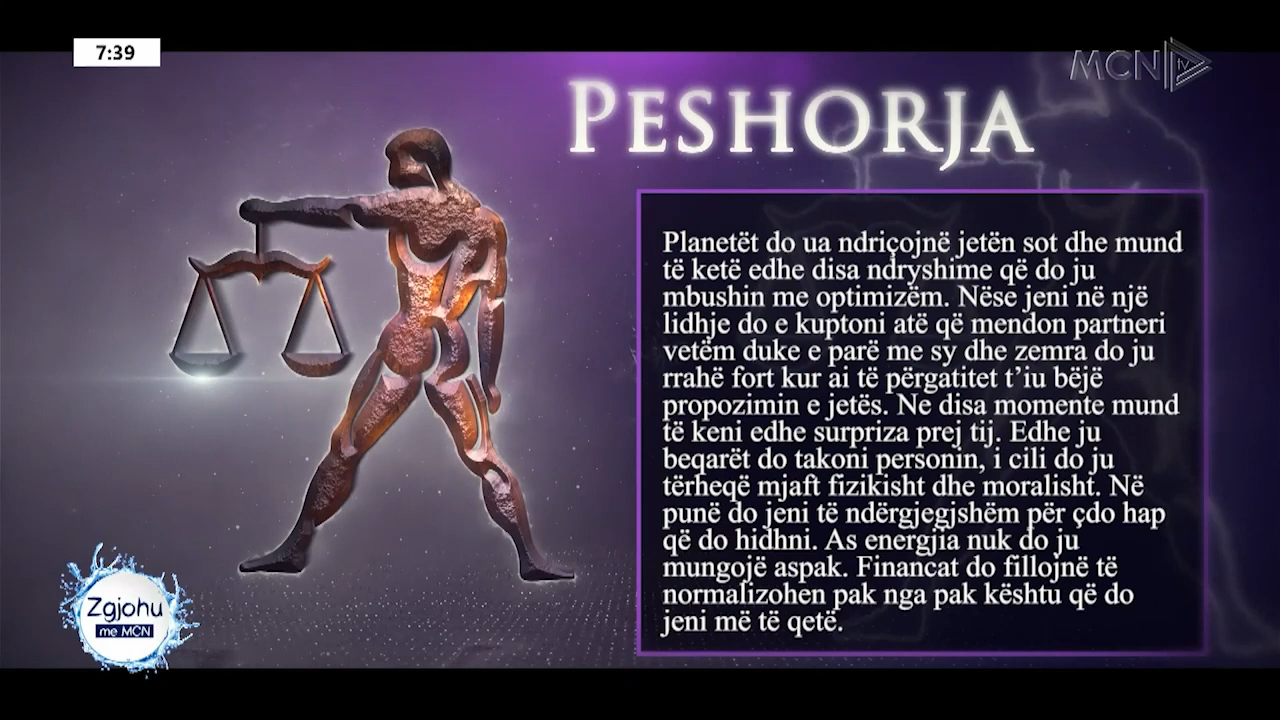 7:39
MCN tv
PESHORJA
Planetët do ua ndriçojnë jetën sot dhe mund
të ketë edhe disa ndryshime që do ju
mbushin me optimizëm. Nëse jeni në një
lidhje do e kuptoni atë që mendon partneri
vetëm duke e parë me sy dhe zemra do ju
rrahë fort kur ai të përgatitet t’iu bëjë
propozimin e jetës. Ne disa momente mund
të keni edhe surpriza prej tij. Edhe ju
beqarët do takoni personin, i cili do ju
tërheqë mjaft fizikisht dhe moralisht. Në
punë do jeni të ndërgjegjshëm për çdo hap
që do hidhni. As energjia nuk do ju
mungojë aspak. Financat do fillojnë të
normalizohen pak nga pak kështu që do
jeni më të qetë.
Zgjohu
me MCN